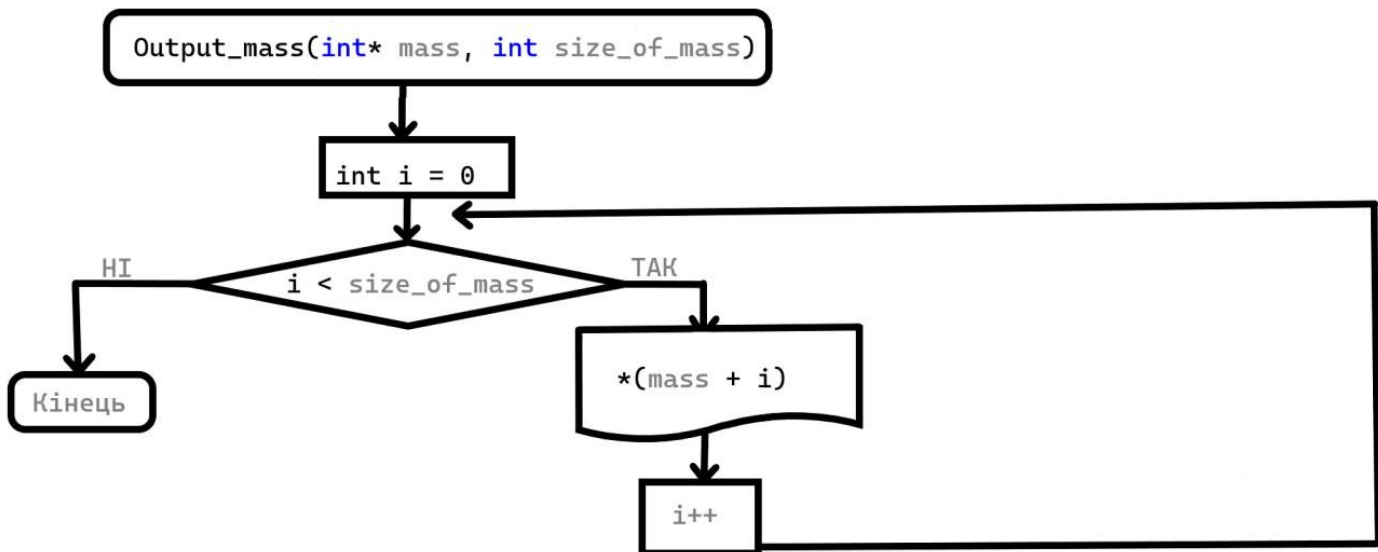 Output_mass(int* mass, int size_of_mass)
int i = 0
НІ
i < size_of_mass
ТАК
*(mass + i)
Кінець
i++